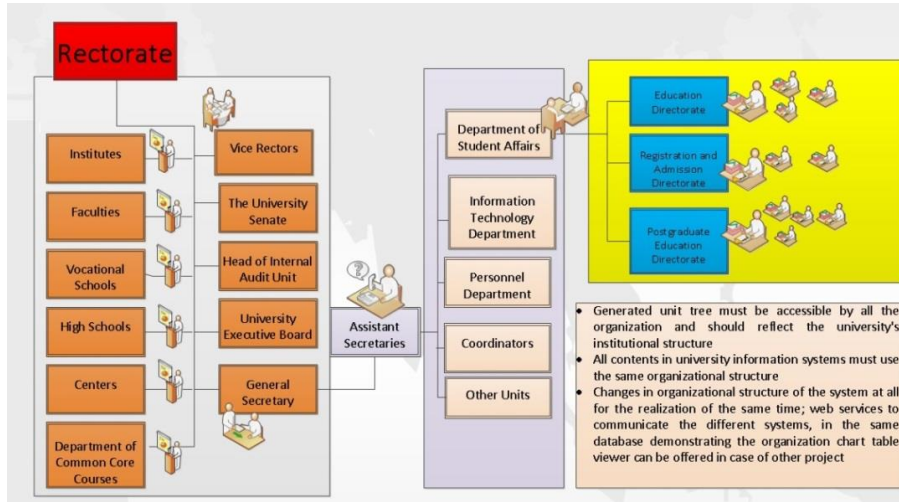 Rectorate
Institutes
Faculties
Vocational
Schools
High Schools
Centers
Department of
Common Core
Courses
Vice Rectors
The University
Senate
Head of Internal
Audit Unit
University
Executive Board
General
Secretary
?
Assistant
Secretaries
Department of
Student Affairs
Information
Technology
Department
Personnel
Department
Coordinators
Other Units
Education
Directorate
Registration and
Admission
Directorate
Postgraduate
Education
Directorate
• Generated unit tree must be accessible by all the
organization and should reflect the university's
institutional structure
• All contents in university information systems must use
the same organizational structure
• Changes in organizational structure of the system at all
for the realization of the same time; web services to
communicate the different systems, in the same
database demonstrating the organization chart table
viewer can be offered in case of other project